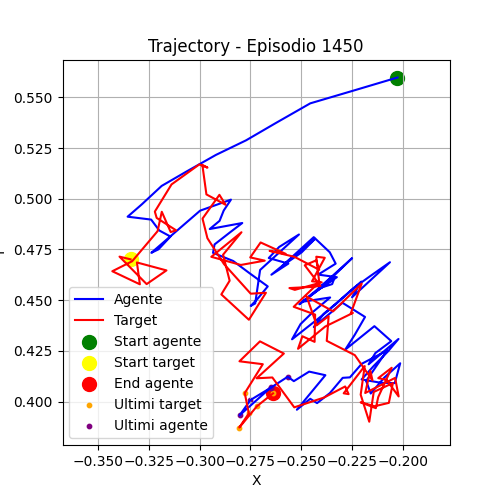 Trajectory - Episodio 1450
0.550
0.525
0.500
0.475
0.450
0.425
0.400
Agente
Target
Start agente
Start target
End agente
Ultimi target
Ultimi agente
−0.350 −0.325 −0.300 −0.275 −0.250 −0.225 −0.200
X